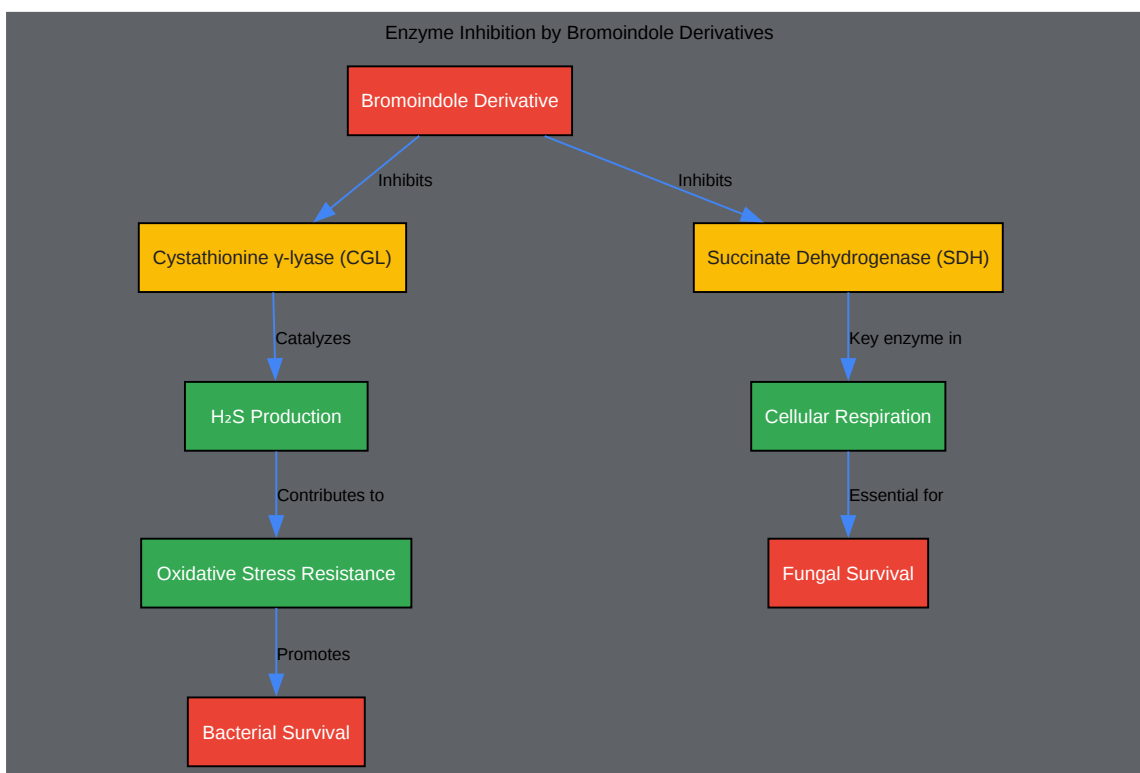 Enzyme Inhibition by Bromoindole Derivatives
Bromoindole Derivative
Inhibits
Inhibits
Cystathionine γ-lyase (CGL)
Succinate Dehydrogenase (SDH)
Catalyzes
Key enzyme in
H₂S Production
Cellular Respiration
Contributes to
Essential for
Oxidative Stress Resistance
Fungal Survival
Promotes
Bacterial Survival